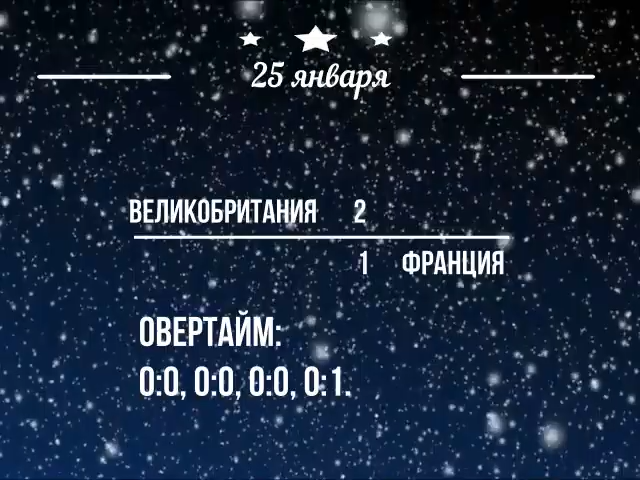 25 января
ВЕЛИКОБРИТАНИЯ 2
1 ФРАНЦИЯ
ОВЕРТАЙМ:
0:0, 0:0, 0:0, 0:1.